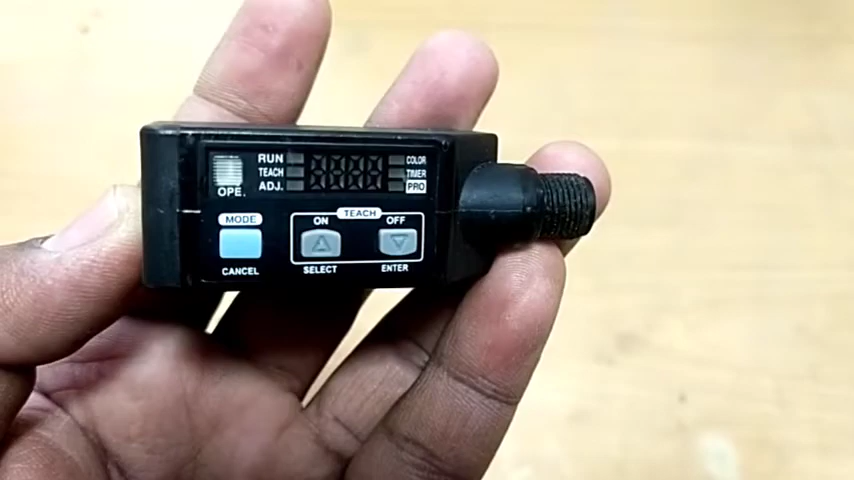 RUN COLOR
TEACH TIMER
OPE. ADJ. PRO
MODE ON TEACH OFF
CANCEL SELECT ENTER